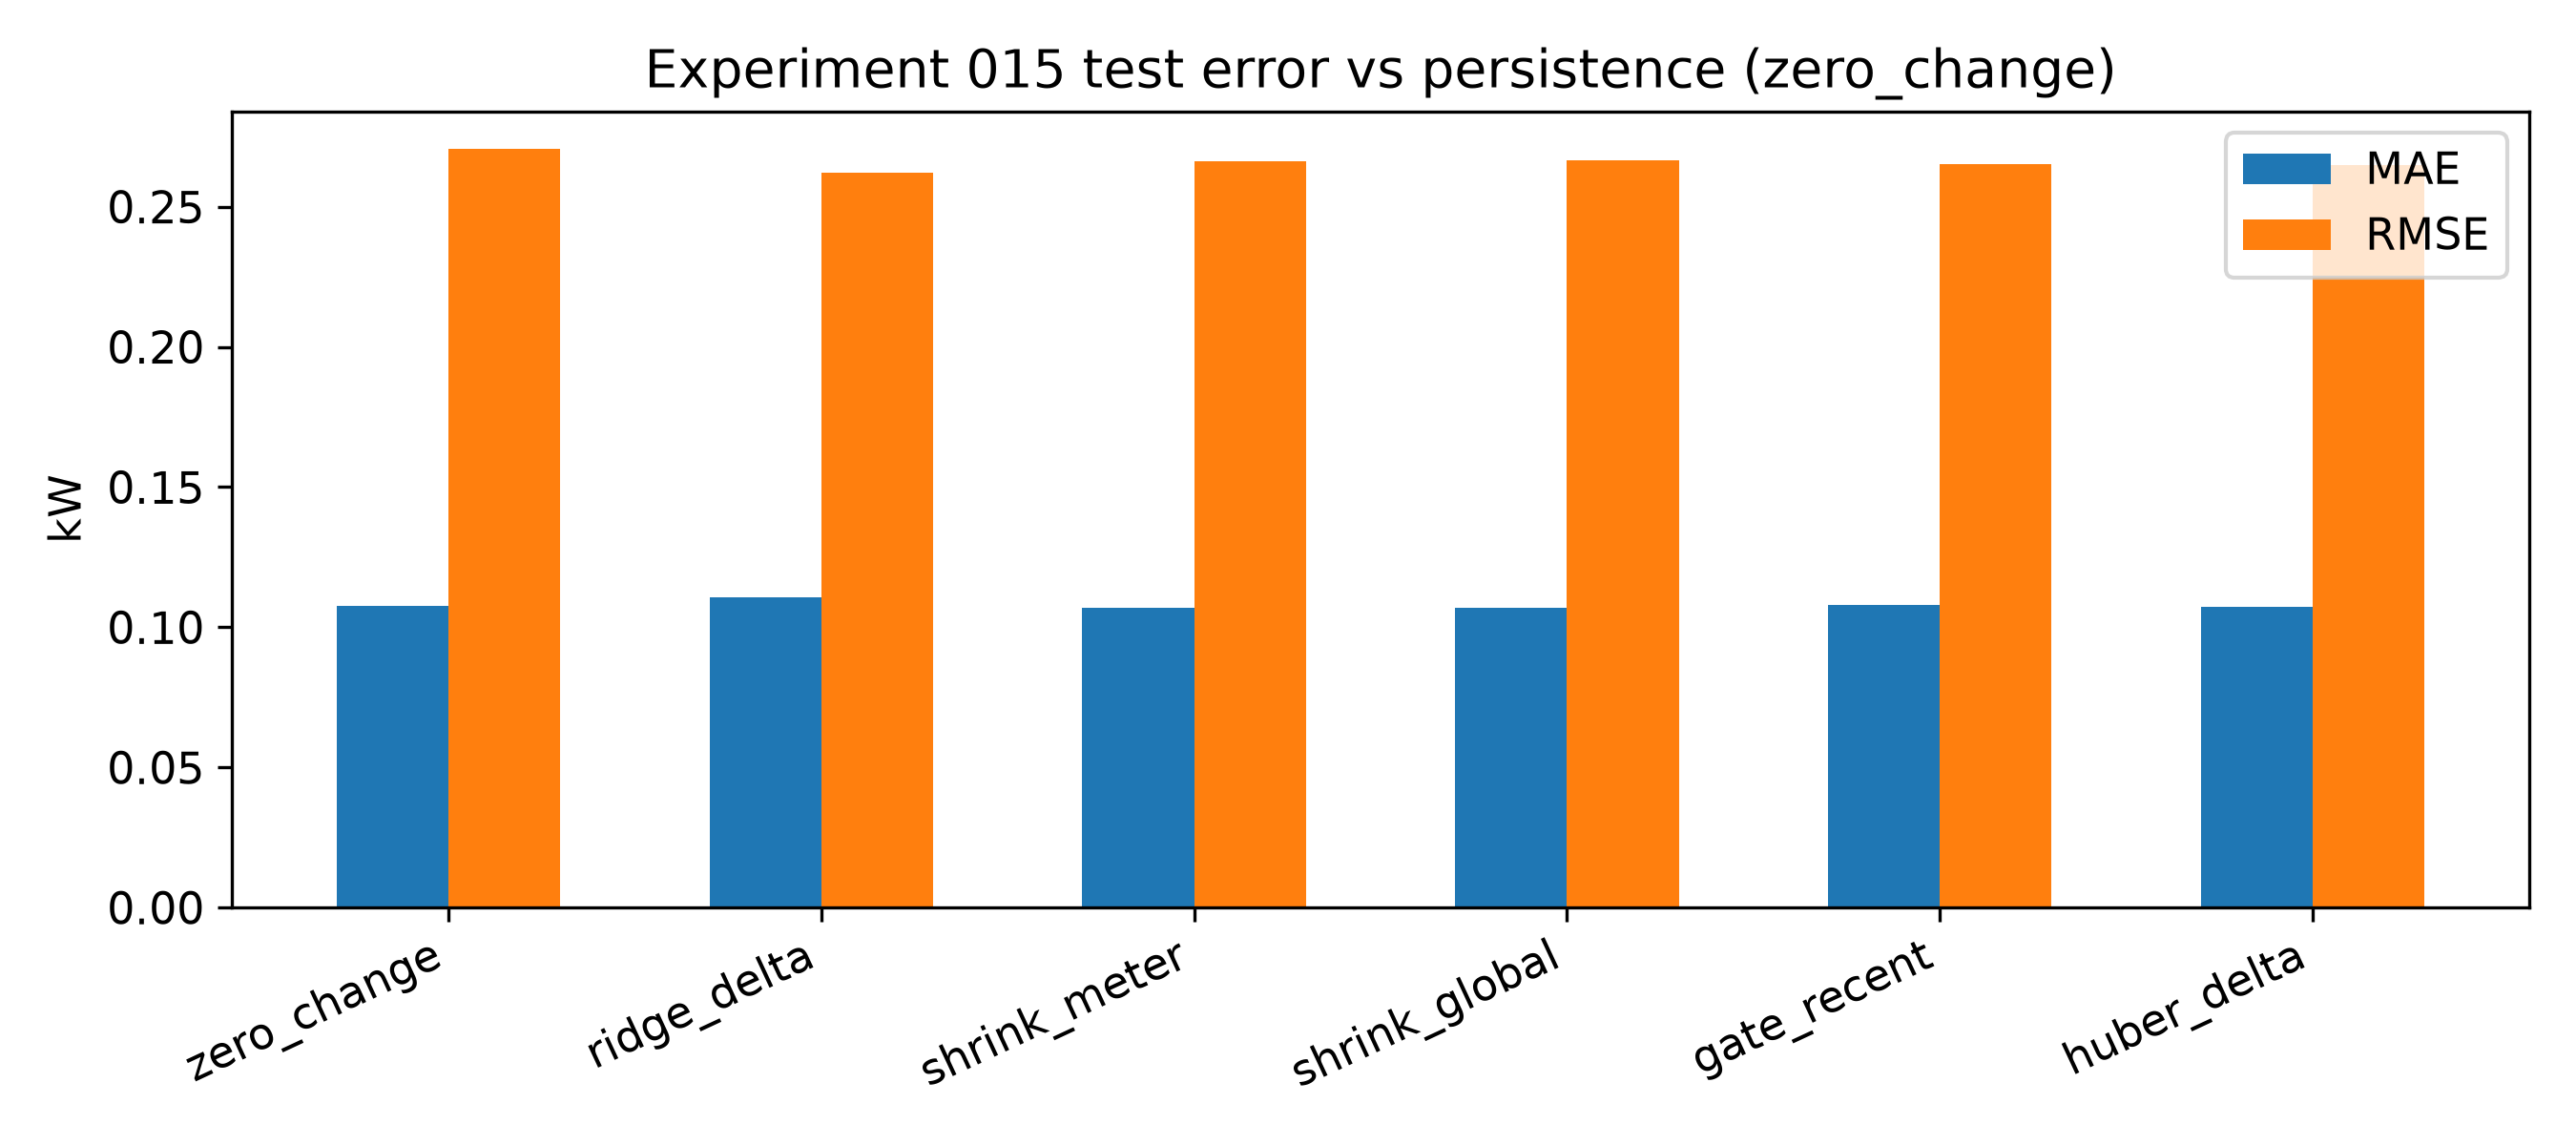 Experiment 015 test error vs persistence (zero_change)
MAE
RMSE
kW
0.25
0.20
0.15
0.10
0.05
0.00
zero_change
ridge_delta
shrink_meter
shrink_global
gate_recent
huber_delta